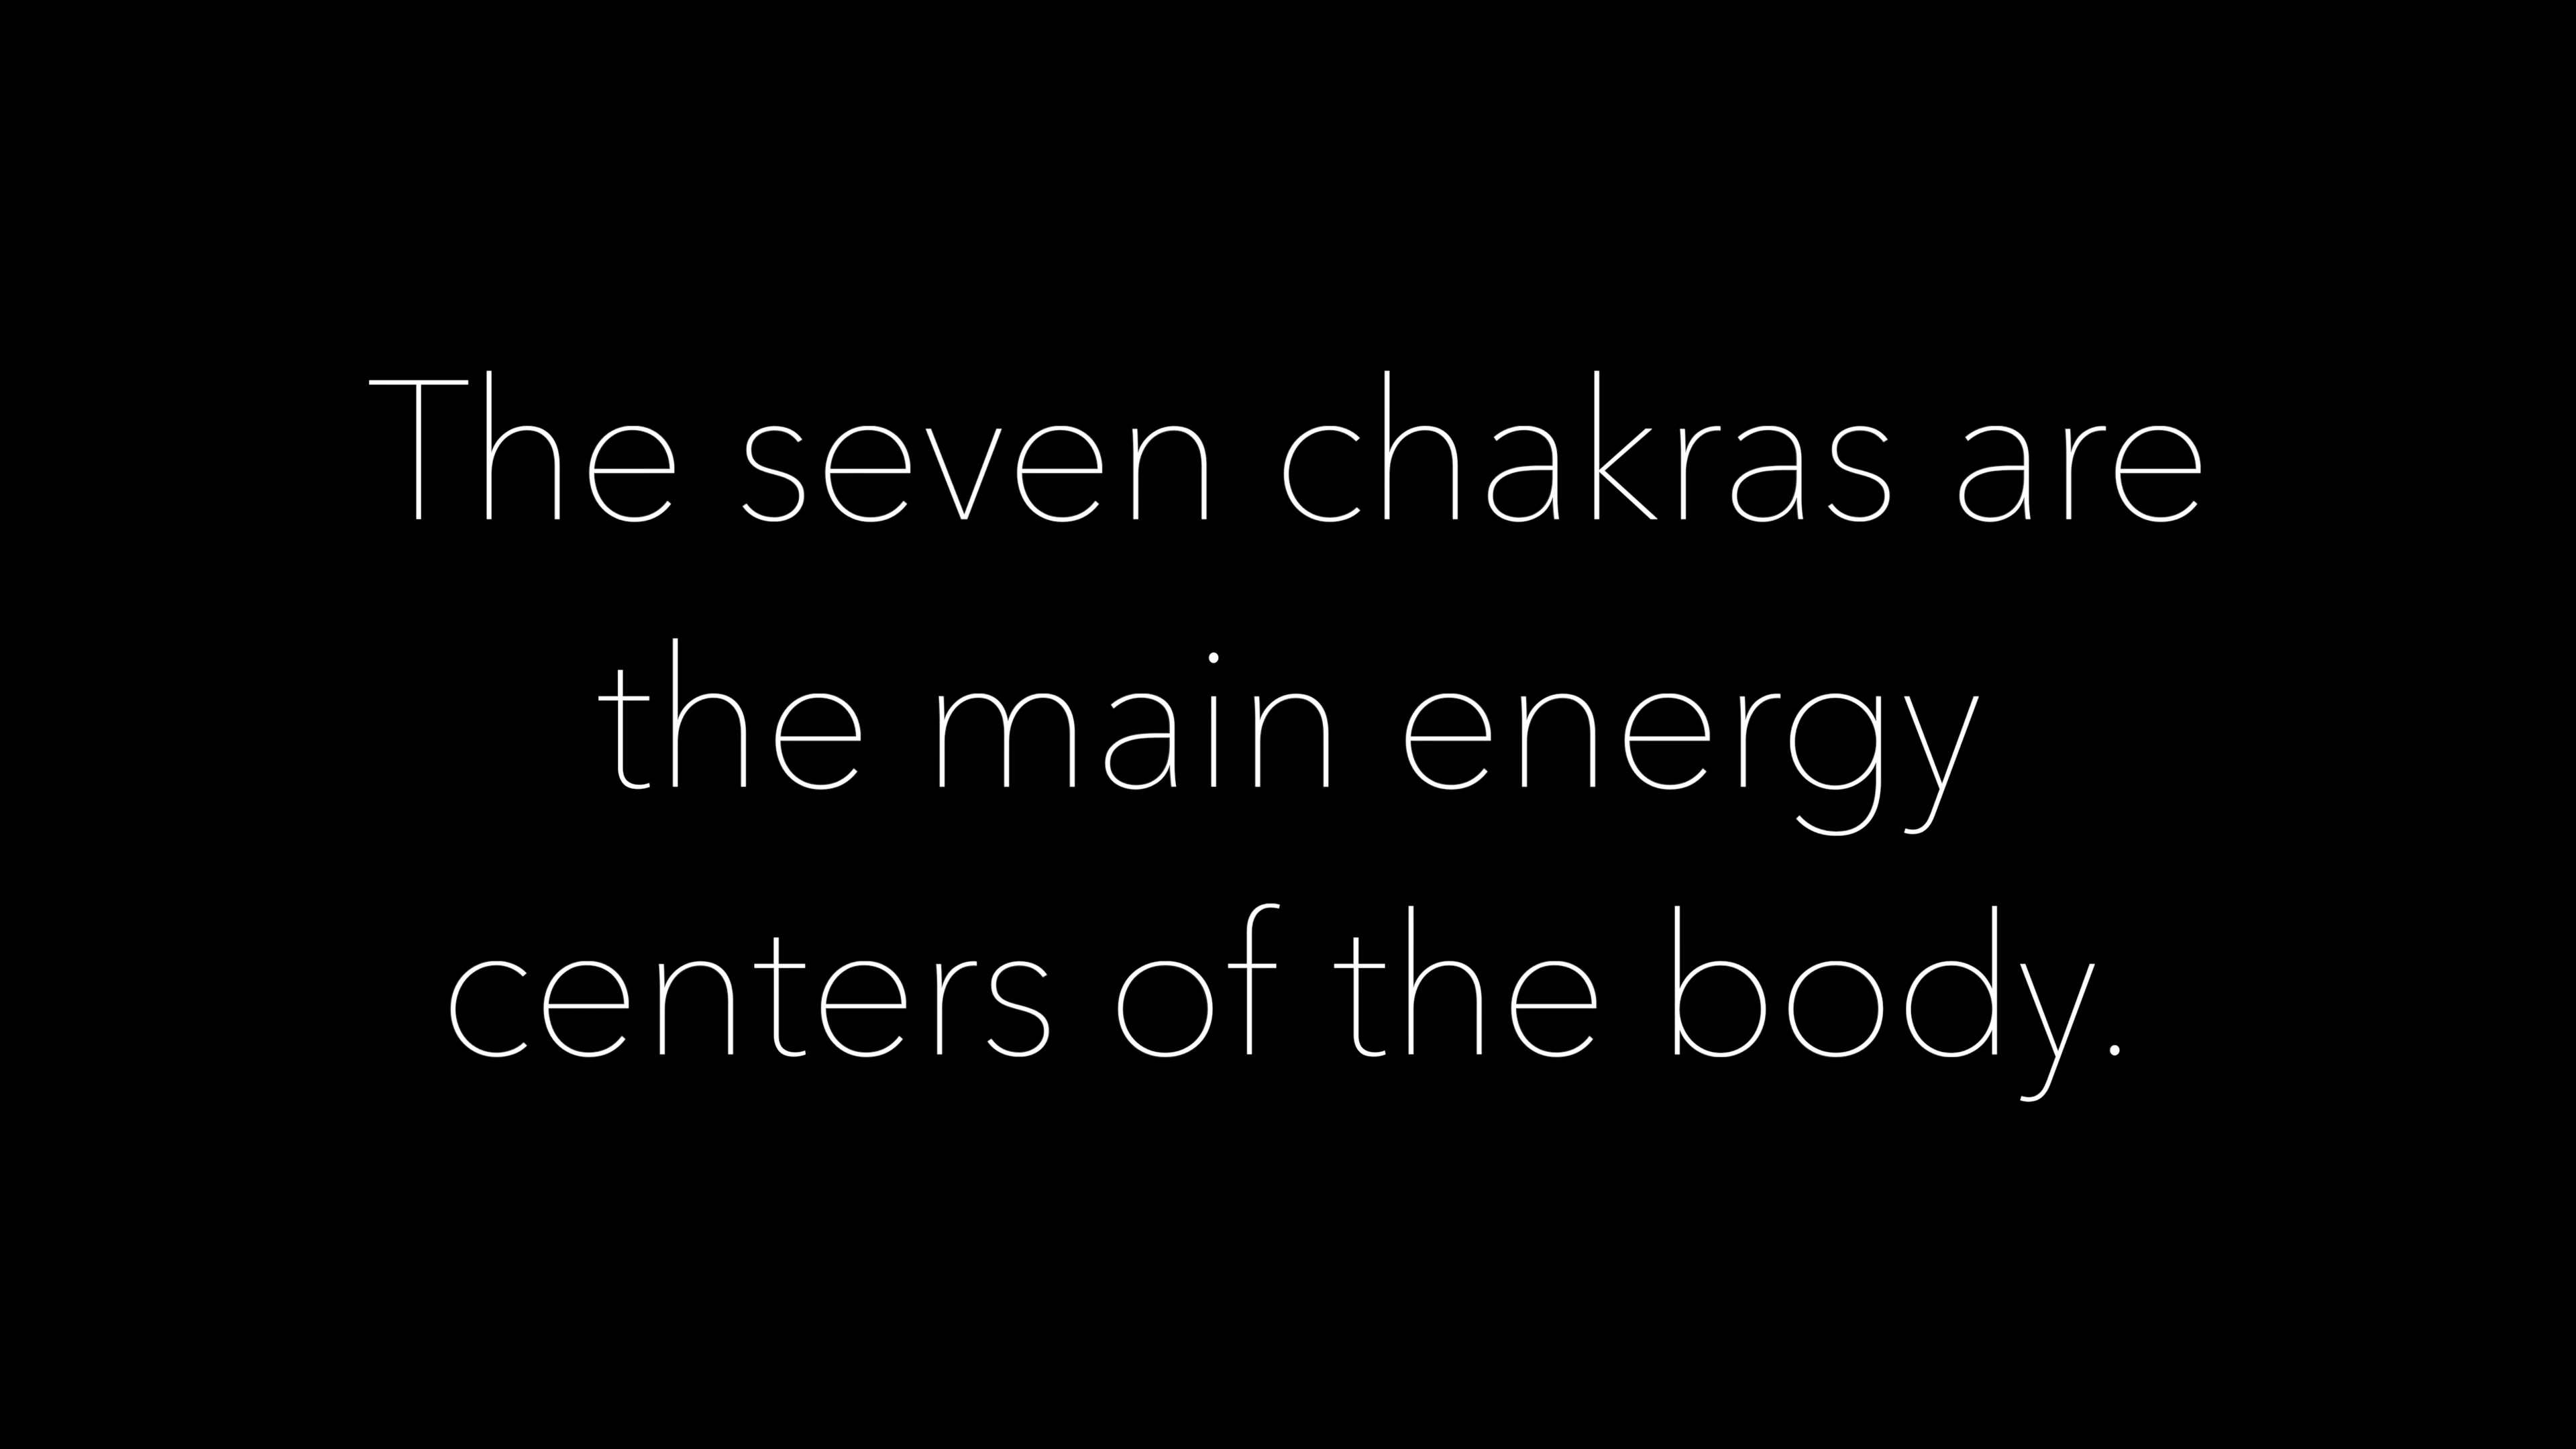 The seven chakras are
the main energy
centers of the body.